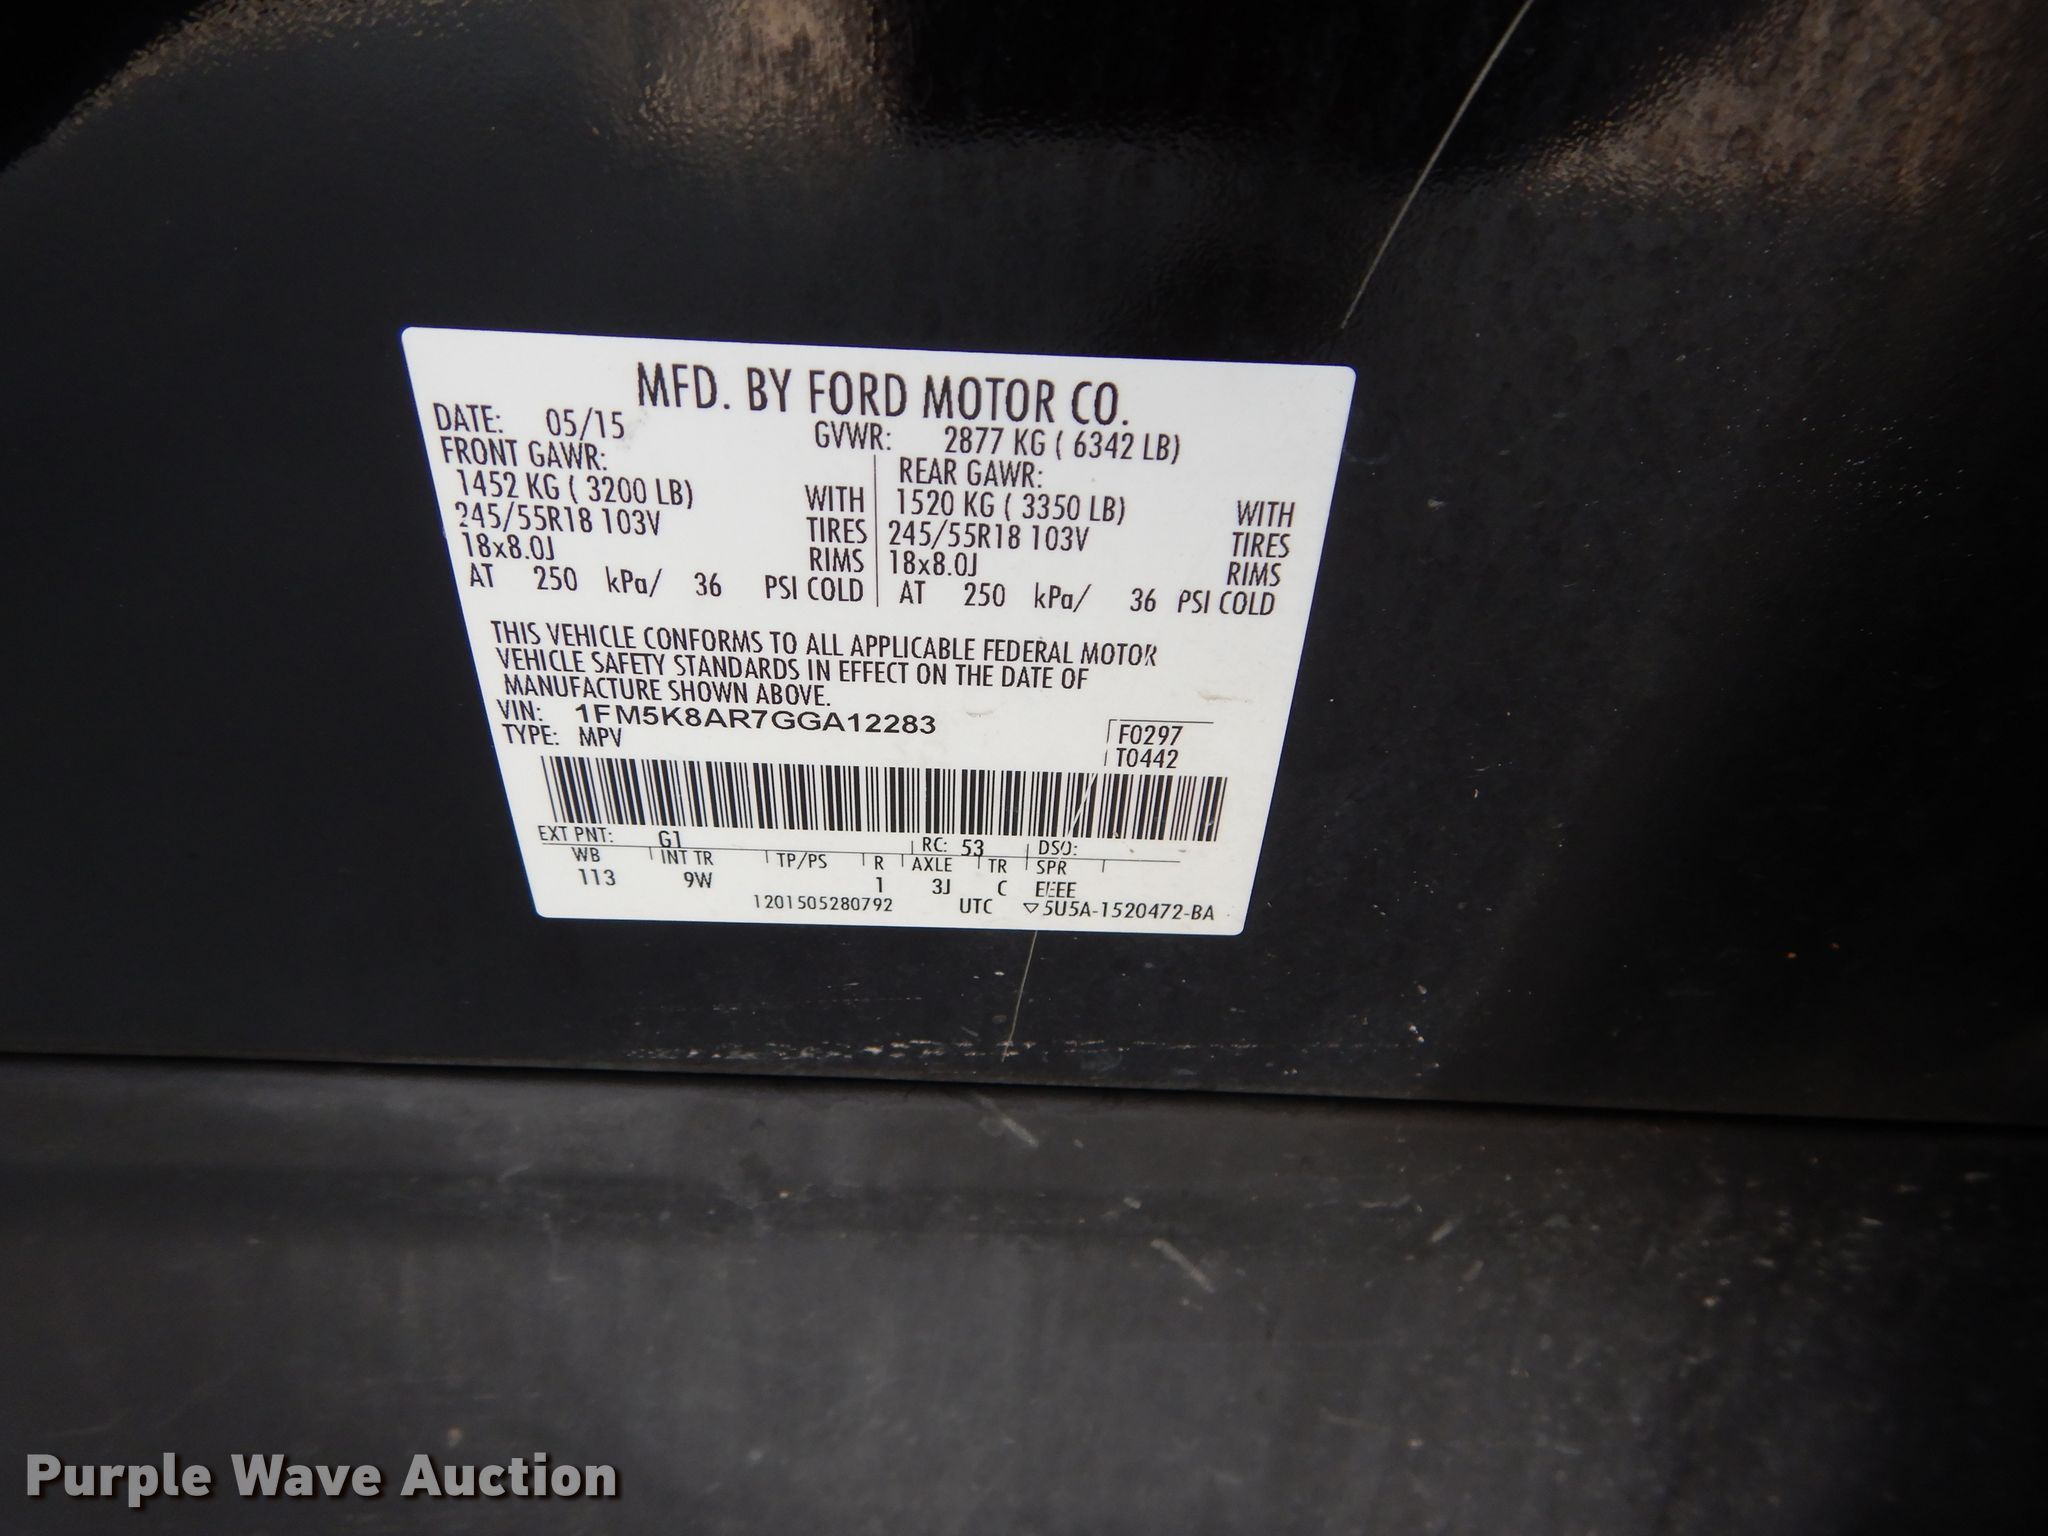 MFD. BY FORD MOTOR CO.
DATE: 05/15 GVWR: 2877 KG ( 6342 LB)
FRONT GAWR: REAR GAWR:
1452 KG ( 3200 LB) WITH 1520 KG ( 3350 LB) WITH
245/55R18 103V TIRES 245/55R18 103V TIRES
18x8.0J RIMS 18x8.0J RIMS
AT 250 kPa/ 36 PSI COLD AT 250 kPa/ 36 PSI COLD
THIS VEHICLE CONFORMS TO ALL APPLICABLE FEDERAL MOTOR
VEHICLE SAFETY STANDARDS IN EFFECT ON THE DATE OF
MANUFACTURE SHOWN ABOVE.
VIN: 1FM5K8AR7GGA12283
TYPE: MPV
F0297
T0442
EXT PNT: G1 RC: 53 DSO:
WB INT TR TP/PS R AXLE TR SPR
113 9W 1 3J C EEEE
1201505280792 UTC ▽5U5A-1520472-BA
Purple Wave Auction